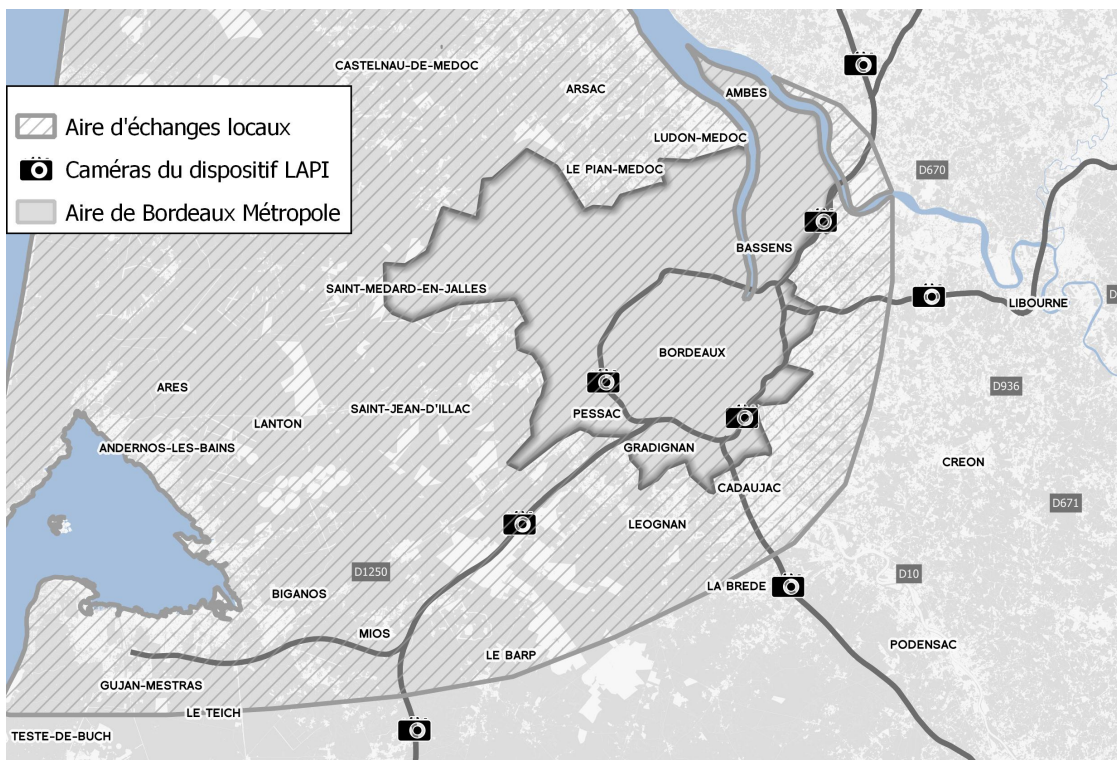 CASTELNAU-DE-MEDOC
ARSAC
AMBES
Aire d'échanges locaux
Caméras du dispositif LAPI
Aire de Bordeaux Métropole
LUDON-MEDOC
LE PIAN-MEDOC
D670
BASSENS
SAINT-MEDARD-EN-JALLES
D
LIBOURNE
BORDEAUX
ARES
D936
SAINT-JEAN-D'ILLAC
PESSAC
LANTON
ANDERNOS-LES-BAINS
GRADIGNAN
CREON
CADAUJAC
D671
LEOGNAN
D1250
D10
BIGANOS
LA BREDE
MIOS
PODENSAC
LE BARP
GUJAN-MESTRAS
LE TEICH
TESTE-DE-BUCH